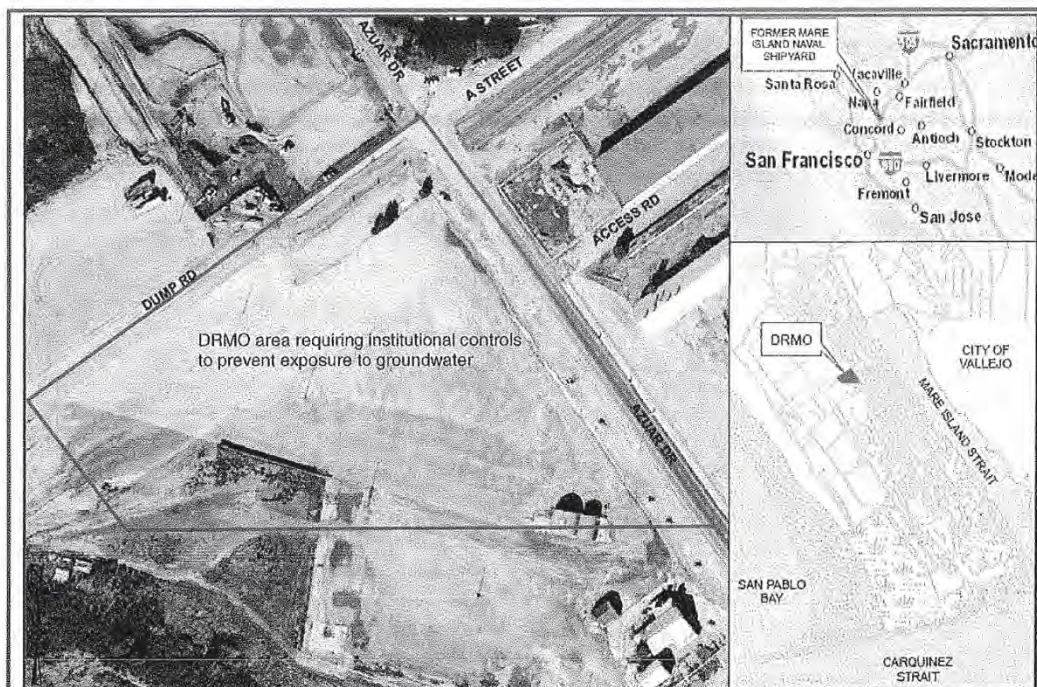 AZUAR DR
A STREET
ACCESS RD
DUMP RD
DRMO area requiring institutional controls
to prevent exposure to groundwater
AZUAR DR
FORMER MARE
ISLAND NAVAL
SHIPYARD
Sacramento
Santa Rosa
Vacaville
Napa
Fairfield
Concord
Antioch
Stockton
San Francisco
Livermore
Mode
Fremont
San Jose
DRMO
CITY OF
VALLEJO
MARE ISLAND STRAIT
SAN PABLO
BAY
CARQUINEZ
STRAIT